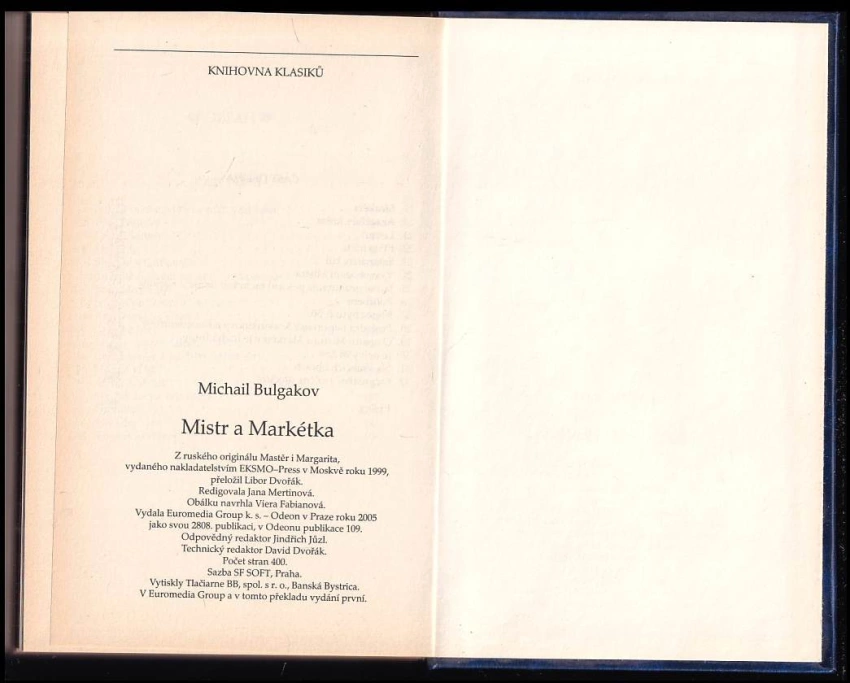 KNIHOVNA KLASIKŮ
Michail Bulgakov
Mistr a Markétka
Z ruského originálu Mastěr i Margarita,
vydaného nakladatelstvím EKSMO–Press v Moskvě roku 1999,
přeložil Libor Dvořák.
Redigovala Jana Mertinová.
Obálku navrhla Viera Fabianová.
Vydala Euromedia Group k. s. – Odeon v Praze roku 2005
jako svou 2808. publikaci, v Odeonu publikace 109.
Odpovědný redaktor Jindřich Jůzl.
Technický redaktor David Dvořák.
Počet stran 400.
Sazba SF SOFT, Praha.
Vytiskly Tlačiarne BB, spol. s r. o., Banská Bystrica.
V Euromedia Group a v tomto překladu vydání první.